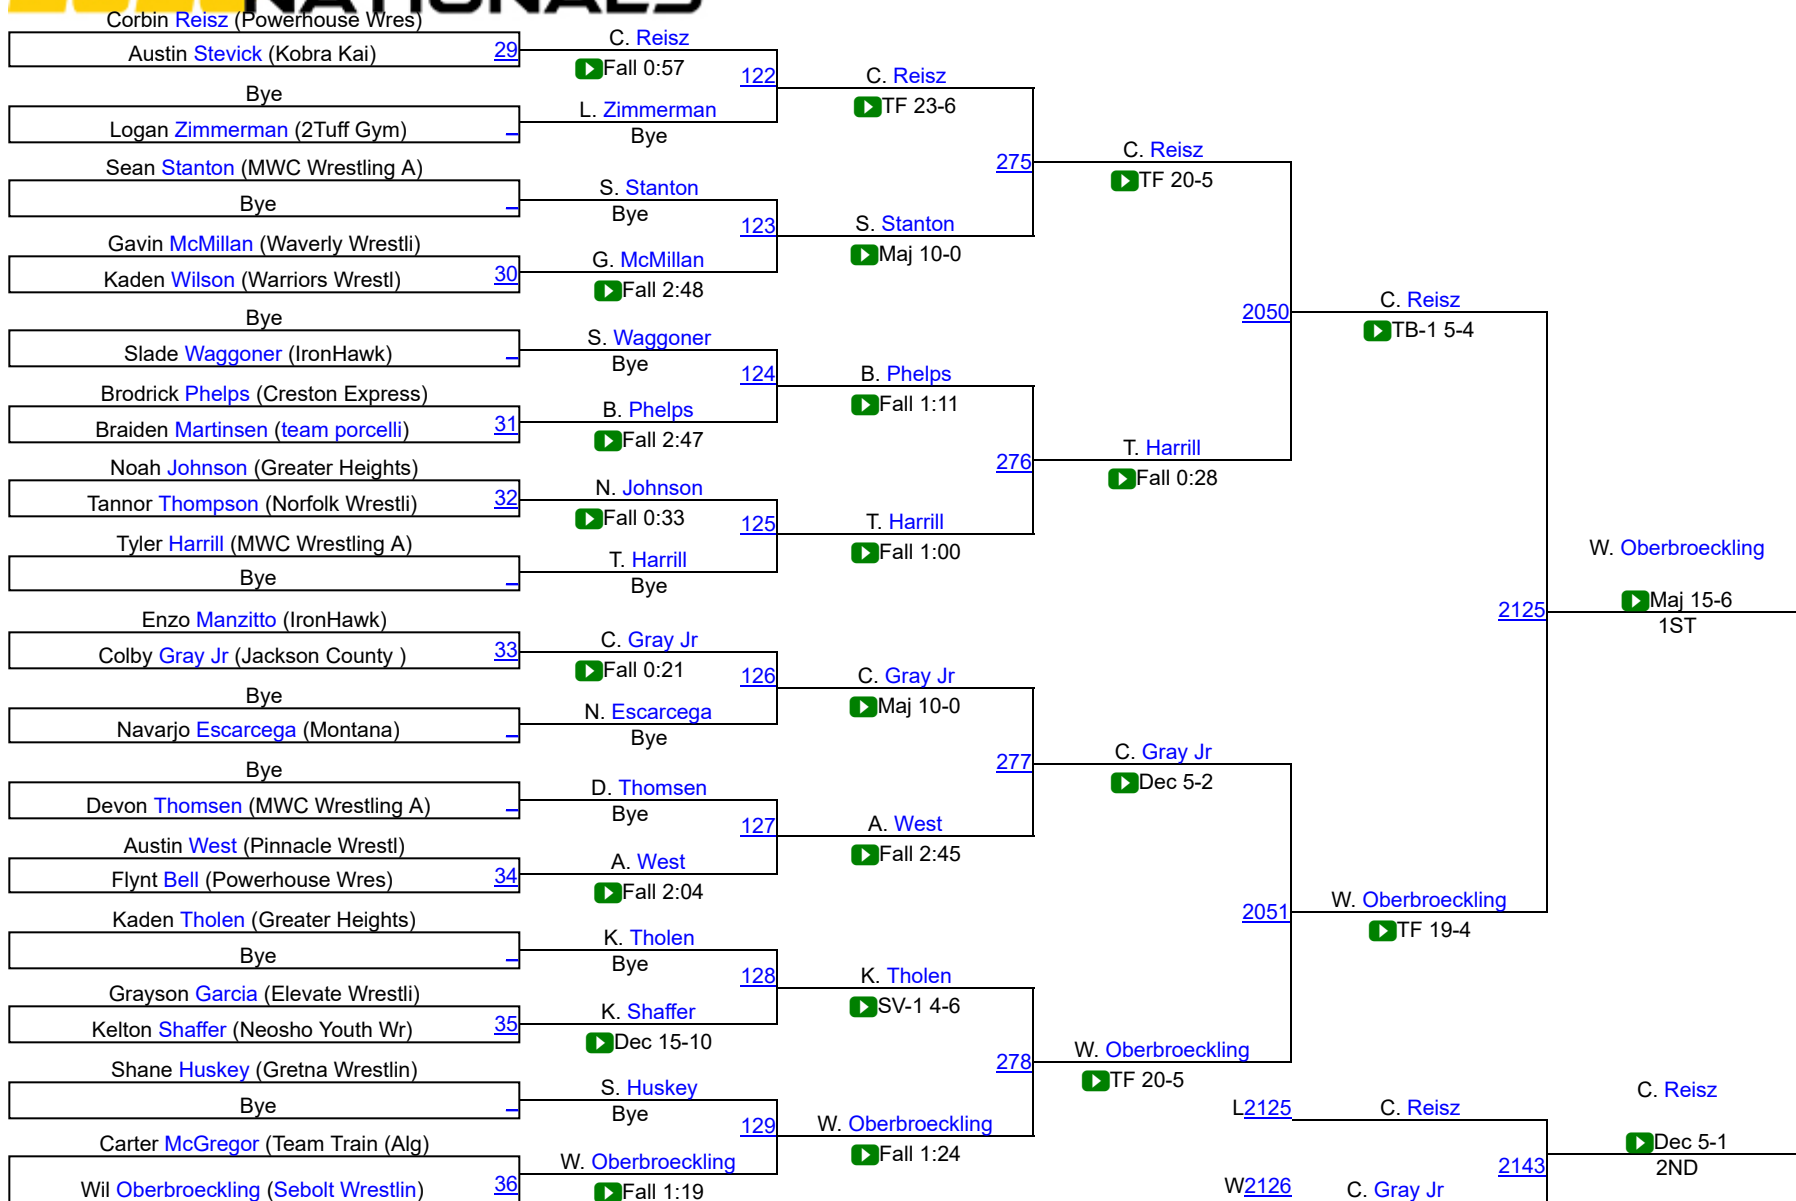 NATIONALS
Corbin Reisz (Powerhouse Wres)
Austin Stevick (Kobra Kai)
29
Bye
Logan Zimmerman (2Tuff Gym)
Sean Stanton (MWC Wrestling A)
Bye
Gavin McMillan (Waverly Wrestli)
Kaden Wilson (Warriors Wrestl)
30
Bye
Slade Waggoner (IronHawk)
Brodrick Phelps (Creston Express)
Braiden Martinsen (team porcelli)
31
Noah Johnson (Greater Heights)
Tannor Thompson (Norfolk Wrestli)
32
Tyler Harrill (MWC Wrestling A)
Bye
Enzo Manzitto (IronHawk)
Colby Gray Jr (Jackson County )
33
Bye
Navarjo Escarcega (Montana)
Bye
Devon Thomsen (MWC Wrestling A)
Austin West (Pinnacle Wrestl)
Flynt Bell (Powerhouse Wres)
34
Kaden Tholen (Greater Heights)
Bye
Grayson Garcia (Elevate Wrestli)
Kelton Shaffer (Neosho Youth Wr)
35
Shane Huskey (Gretna Wrestlin)
Bye
Carter McGregor (Team Train (Alg)
Wil Oberbroeckling (Sebolt Wrestlin)
36
C. Reisz
Fall 0:57
122
L. Zimmerman
Bye
S. Stanton
Bye
123
G. McMillan
Fall 2:48
S. Waggoner
Bye
124
B. Phelps
Fall 2:47
N. Johnson
Fall 0:33
125
T. Harrill
Bye
C. Gray Jr
Fall 0:21
126
N. Escarcega
Bye
D. Thomsen
Bye
127
A. West
Fall 2:04
K. Tholen
Bye
128
K. Shaffer
Dec 15-10
S. Huskey
Bye
129
W. Oberbroeckling
Fall 1:19
C. Reisz
TF 23-6
275
S. Stanton
Maj 10-0
B. Phelps
Fall 1:11
276
T. Harrill
Fall 1:00
C. Gray Jr
Maj 10-0
277
A. West
Fall 2:45
K. Tholen
SV-1 4-6
278
W. Oberbroeckling
Fall 1:24
C. Reisz
TF 20-5
2050
T. Harrill
Fall 0:28
C. Gray Jr
Dec 5-2
2051
W. Oberbroeckling
TF 20-5
C. Reisz
TB-1 5-4
2125
W. Oberbroeckling
TF 19-4
W. Oberbroeckling
Maj 15-6
1ST
L2125
C. Reisz
2143
W2126
C. Gray Jr
C. Reisz
Dec 5-1
2ND